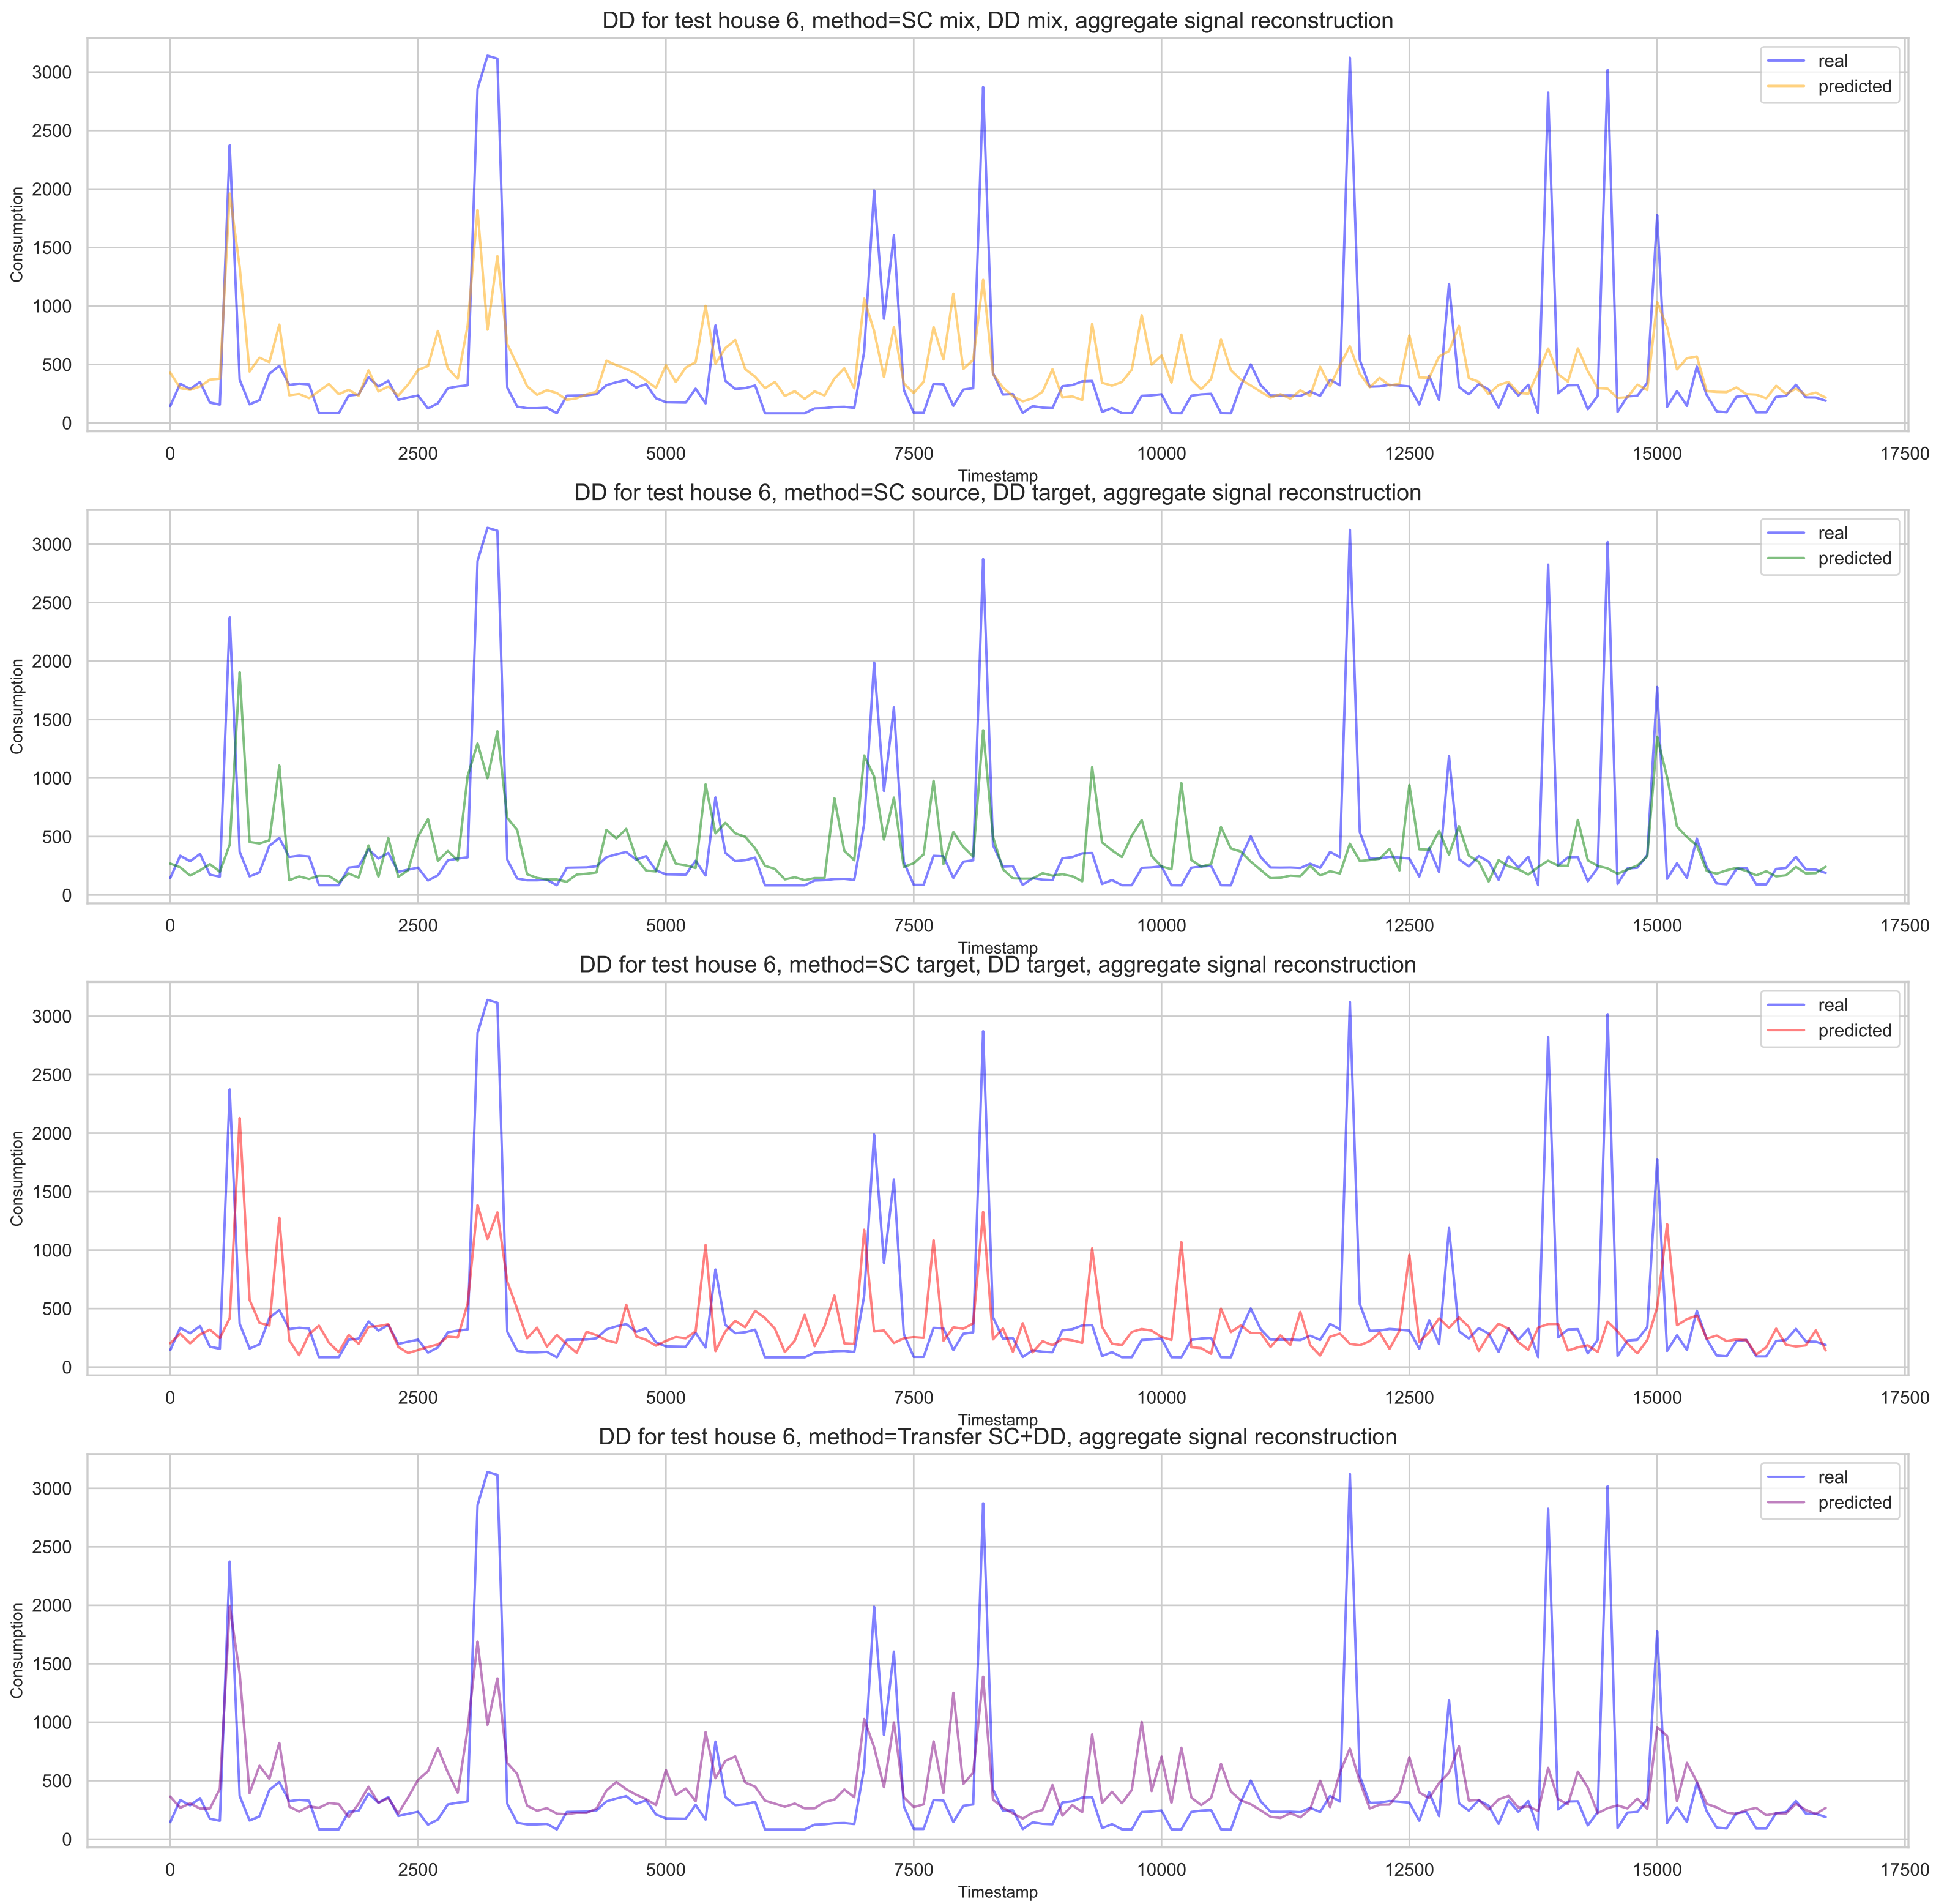 DD for test house 6, method=SC mix, DD mix, aggregate signal reconstruction
real
predicted
3000
2500
2000
1500
1000
500
0
Consumption
0 2500 5000 7500 10000 12500 15000 17500
Timestamp
DD for test house 6, method=SC source, DD target, aggregate signal reconstruction
real
predicted
3000
2500
2000
1500
1000
500
0
Consumption
0 2500 5000 7500 10000 12500 15000 17500
Timestamp
DD for test house 6, method=SC target, DD target, aggregate signal reconstruction
real
predicted
3000
2500
2000
1500
1000
500
0
Consumption
0 2500 5000 7500 10000 12500 15000 17500
Timestamp
DD for test house 6, method=Transfer SC+DD, aggregate signal reconstruction
real
predicted
3000
2500
2000
1500
1000
500
0
Consumption
0 2500 5000 7500 10000 12500 15000 17500
Timestamp